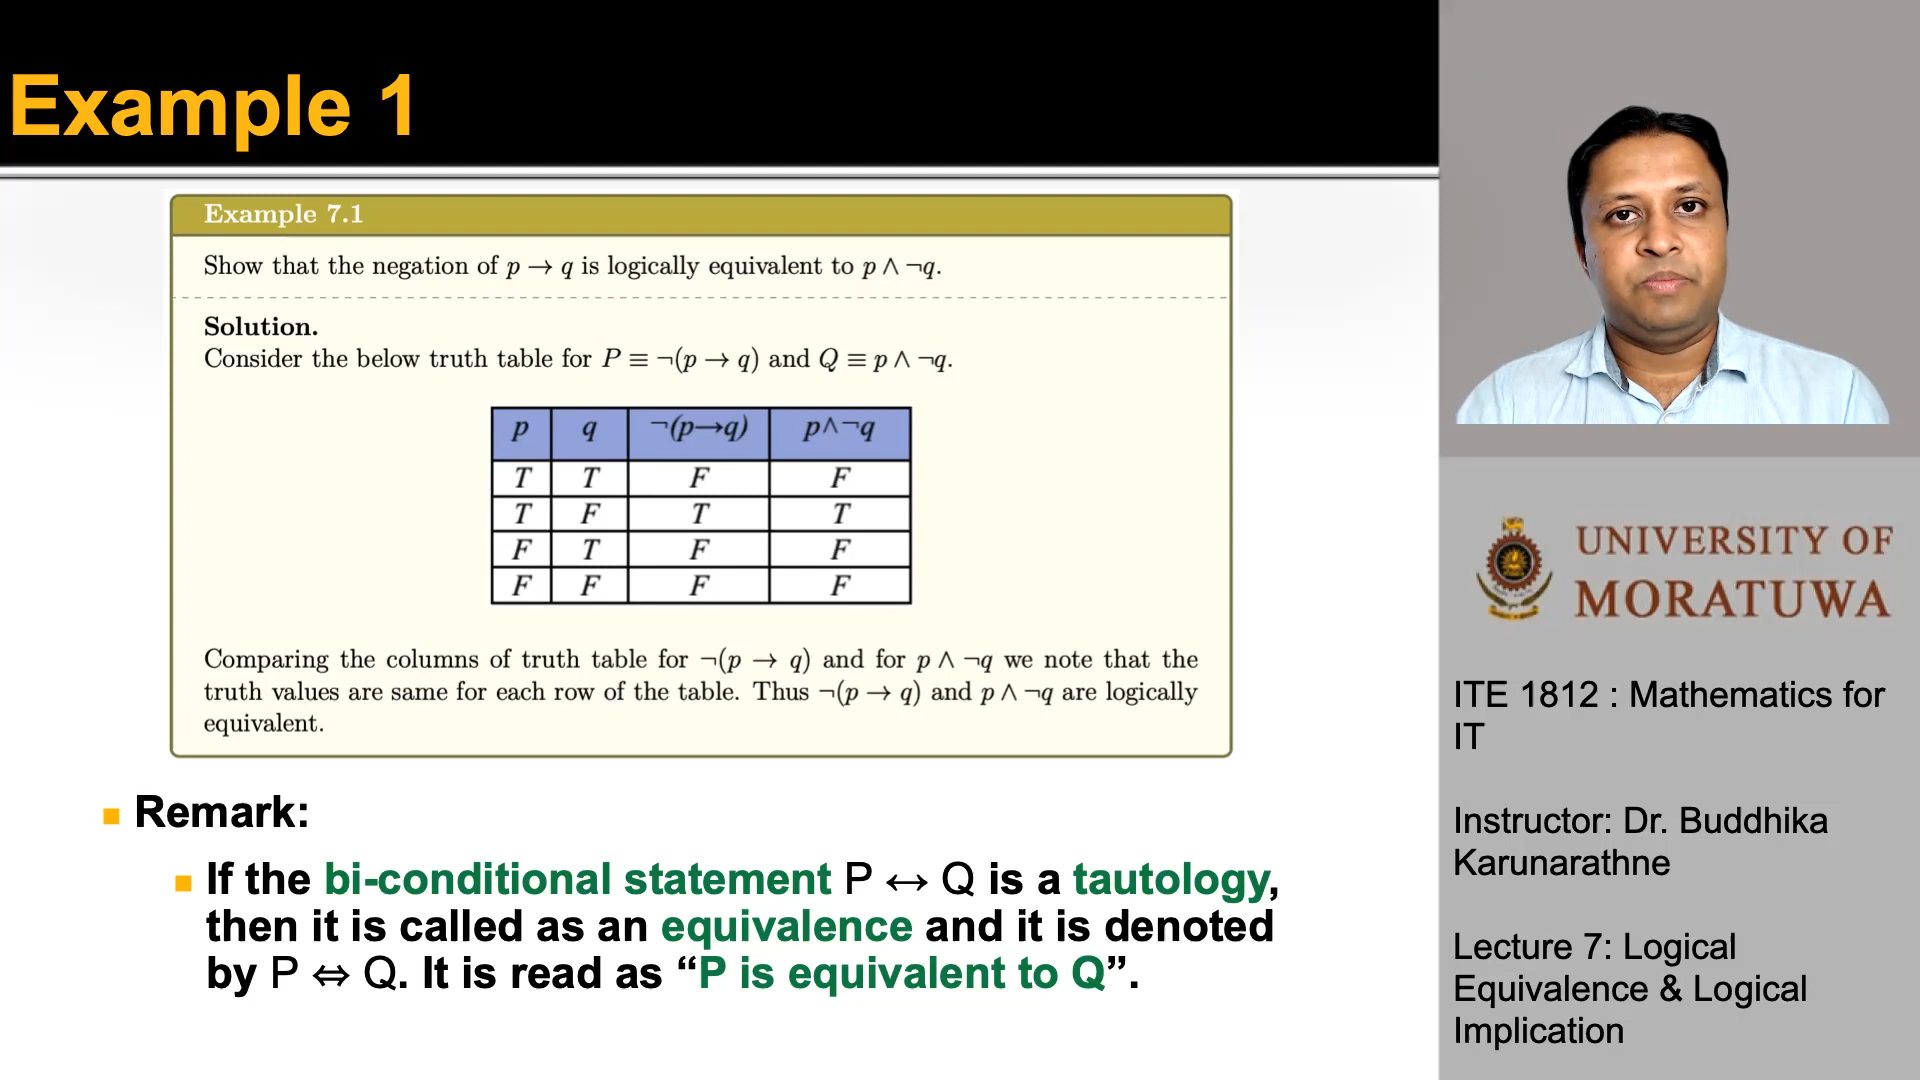 Example 1
Example 7.1
Show that the negation of p → q is logically equivalent to p ∧ ¬q.
Solution.
Consider the below truth table for P ≡ ¬(p → q) and Q ≡ p ∧ ¬q.
p q ¬(p→q) p∧¬q
T T F F
T F T T
F T F F
F F F F
Comparing the columns of truth table for ¬(p → q) and for p ∧ ¬q we note that the
truth values are same for each row of the table. Thus ¬(p → q) and p ∧ ¬q are logically
equivalent.
Remark:
If the bi-conditional statement P ↔ Q is a tautology,
then it is called as an equivalence and it is denoted
by P ⇔ Q. It is read as “P is equivalent to Q”.
UNIVERSITY OF
MORATUWA
ITE 1812 : Mathematics for
IT
Instructor: Dr. Buddhika
Karunarathne
Lecture 7: Logical
Equivalence & Logical
Implication